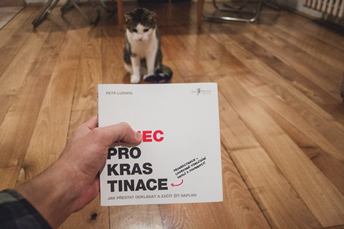 PETR LUDWIG
EC
PRO
KRAS
TINACE
JAK PŘESTAT ODKLÁDAT A ZAČÍT ŽÍT NAPLNO